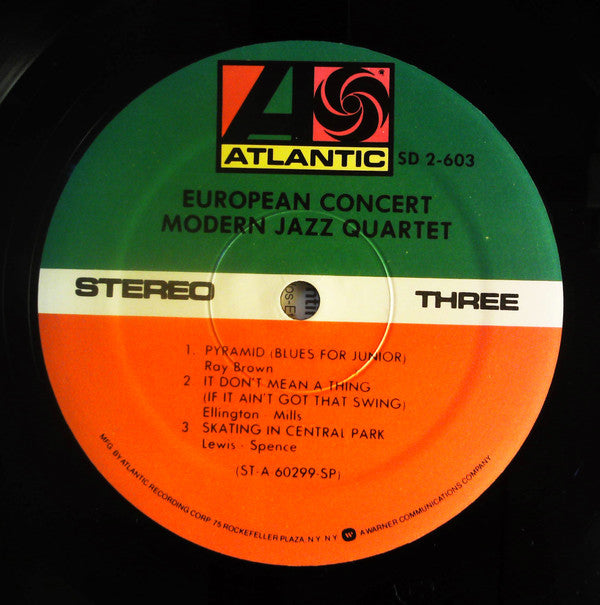 ATLANTIC SD 2-603
EUROPEAN CONCERT
MODERN JAZZ QUARTET
STEREO THREE
1. PYRAMID (BLUES FOR JUNIOR)
Ray Brown
2 IT DON'T MEAN A THING
(IF IT AIN'T GOT THAT SWING)
Ellington - Mills
3 SKATING IN CENTRAL PARK
Lewis - Spence
(ST-A-60299-SP)
MFG. BY ATLANTIC RECORDING CORP. 75 ROCKEFELLER PLAZA, N.Y. N.Y. A WARNER COMMUNICATIONS COMPANY